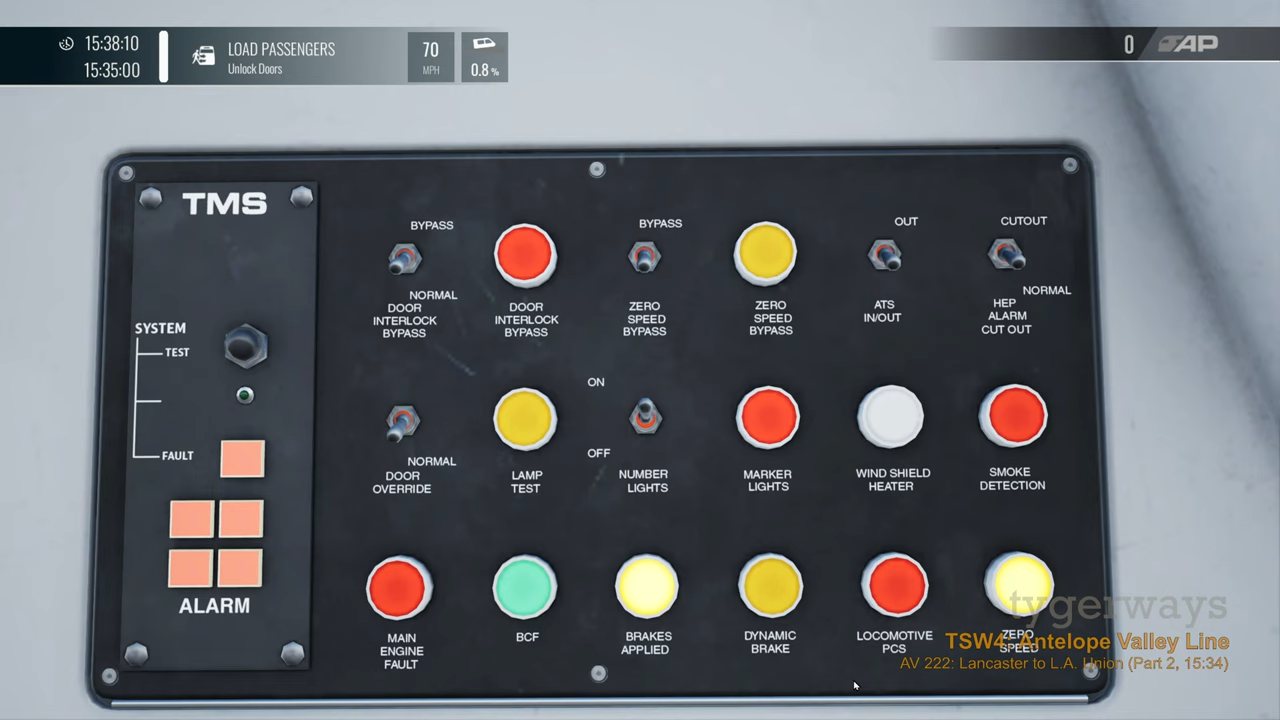 15:38:10
15:35:00
LOAD PASSENGERS
Unlock Doors
70
MPH
0.8 %
0
AP
TMS
SYSTEM
TEST
FAULT
ALARM
BYPASS
NORMAL
DOOR
INTERLOCK
BYPASS
DOOR
INTERLOCK
BYPASS
BYPASS
ZERO
SPEED
BYPASS
ZERO
SPEED
BYPASS
OUT
ATS
IN/OUT
CUTOUT
NORMAL
HEP
ALARM
CUT OUT
NORMAL
DOOR
OVERRIDE
LAMP
TEST
ON
OFF
NUMBER
LIGHTS
MARKER
LIGHTS
WIND SHIELD
HEATER
SMOKE
DETECTION
MAIN
ENGINE
FAULT
BCF
BRAKES
APPLIED
DYNAMIC
BRAKE
LOCOMOTIVE
PCS
ZERO
SPEED
tygerways
TSW4: Antelope Valley Line
AV 222: Lancaster to L.A. Union (Part 2, 15:34)